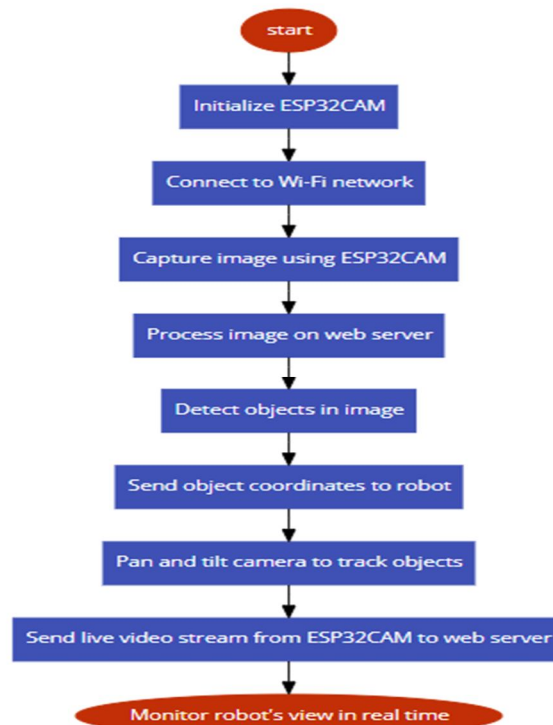 start
Initialize ESP32CAM
Connect to Wi-Fi network
Capture image using ESP32CAM
Process image on web server
Detect objects in image
Send object coordinates to robot
Pan and tilt camera to track objects
Send live video stream from ESP32CAM to web server
Monitor robot's view in real time